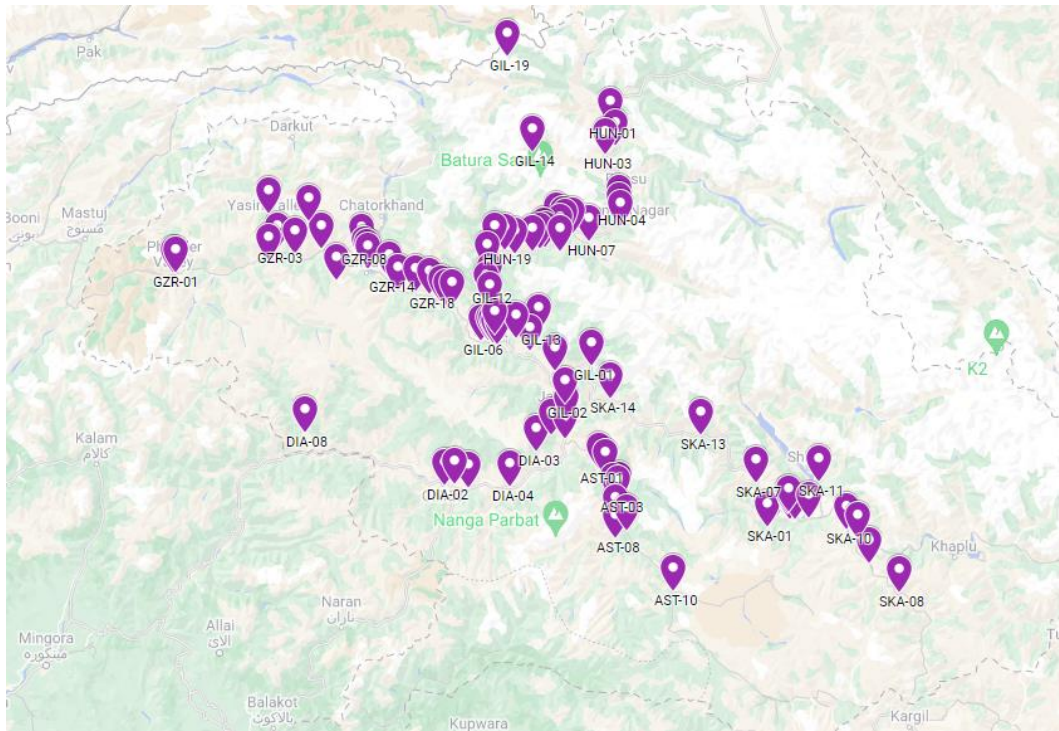 Pak
GIL-19
Darkut
HUN-01
GIL-14
HUN-03
Batura Sa
Booni
بونی
Mastuj
مستوج
Chatorkhand
HUN-04
Nagar
HUN-07
GZR-01
GZR-03
GZR-08
HUN-19
GZR-14
GZR-18
GIL-12
GIL-06
GIL-13
K2
GIL-01
GIL-02
SKA-14
DIA-08
SKA-13
Kalam
كالام
DIA-03
AST-01
DIA-02
DIA-04
SKA-07
SKA-11
AST-03
Nanga Parbat
SKA-01
SKA-10
AST-08
Khaplu
AST-10
SKA-08
Naran
ناران
Allai
الائ
Mingora
مینگورہ
Balakot
بالاكوٹ
Kupwara
Kargil